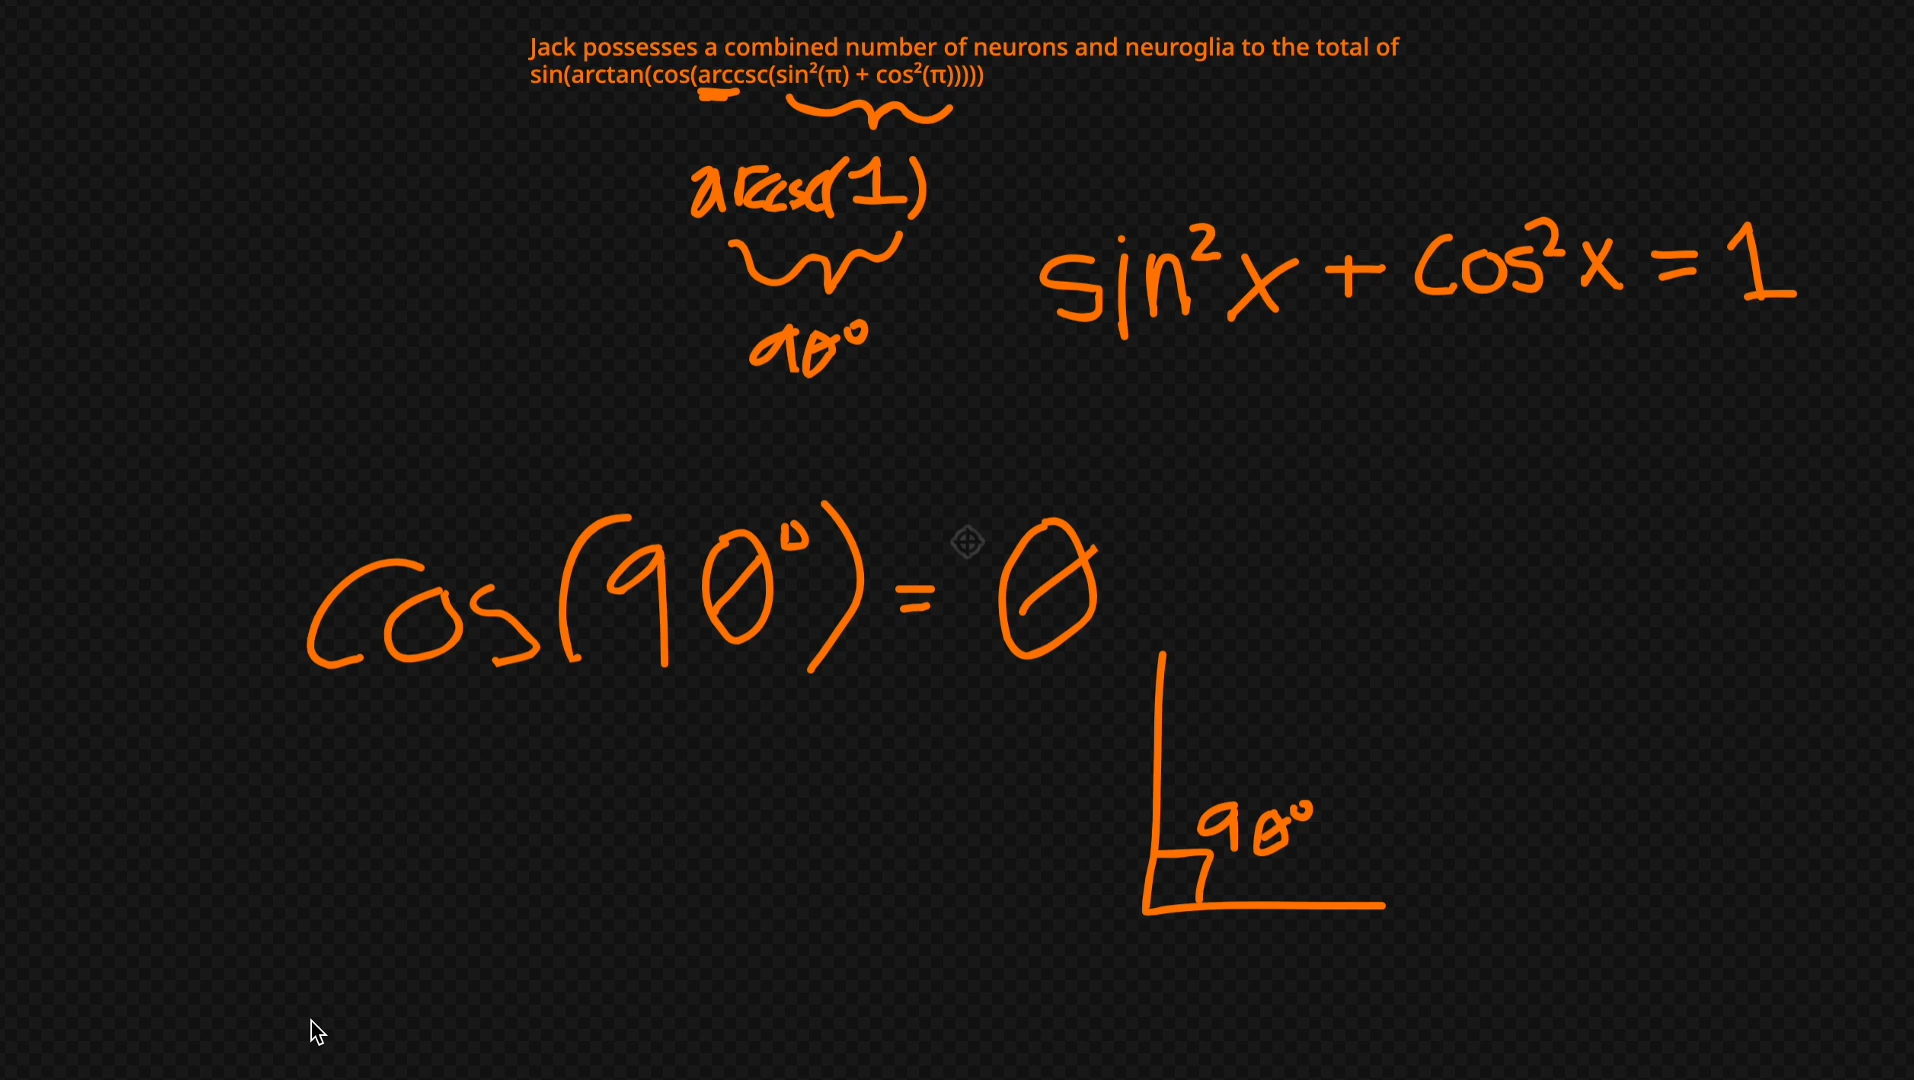 Jack possesses a combined number of neurons and neuroglia to the total of
sin(arctan(cos(arccsc(sin²(π) + cos²(π)))))
arccsc(1)
sin²x + cos²x = 1
90°
cos(90°) = 0
90°